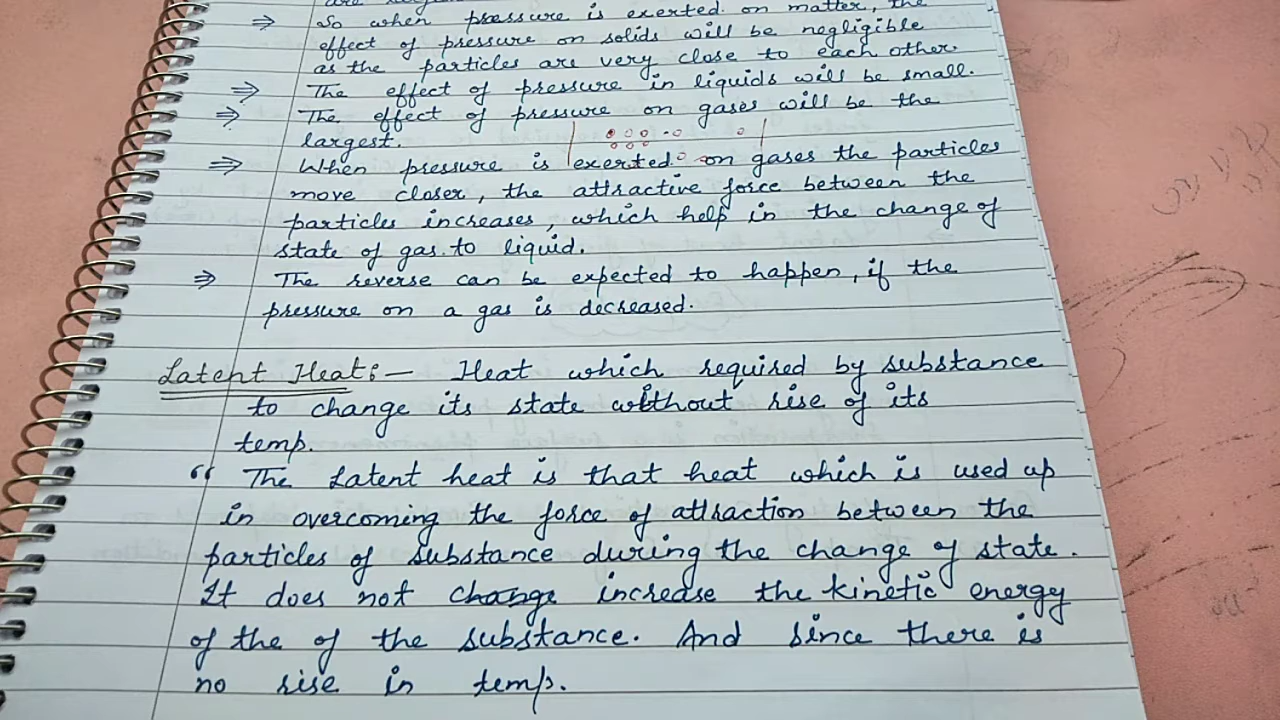 ⇒ So when pressure is exerted on matter, the
effect of pressure on solids will be negligible
as the particles are very close to each other.
⇒ The effect of pressure in liquids will be small.
⇒ The effect of pressure on gases will be the
largest.
⇒ When pressure is exerted on gases the particles
move closer, the attractive force between the
particles increases, which help in the change of
state of gas to liquid.
⇒ The reverse can be expected to happen, if the
pressure on a gas is decreased.
Latent Heat:— Heat which required by substance
to change its state without rise of its
temp.
“ The Latent heat is that heat which is used up
in overcoming the force of attraction between the
particles of substance during the change of state.
It does not change increase the kinetic energy
of the of the substance. And since there is
no rise in temp.